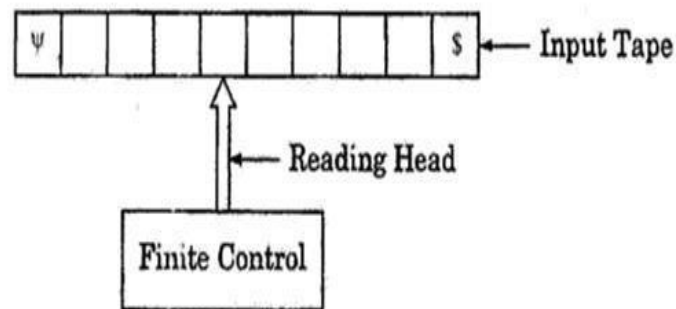 ψ $ Input Tape
Reading Head
Finite Control